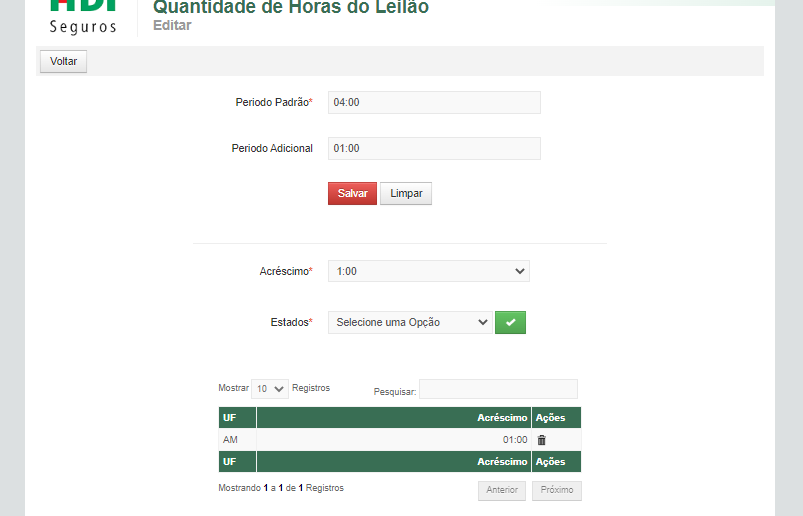 HDI
Seguros
Quantidade de Horas do Leilão
Editar
Voltar
Periodo Padrão* 04:00
Periodo Adicional 01:00
Salvar Limpar
Acréscimo* 1:00
Estados* Selecione uma Opção
Mostrar 10 Registros Pesquisar:
UF Acréscimo Ações
AM 01:00
UF Acréscimo Ações
Mostrando 1 a 1 de 1 Registros Anterior Próximo